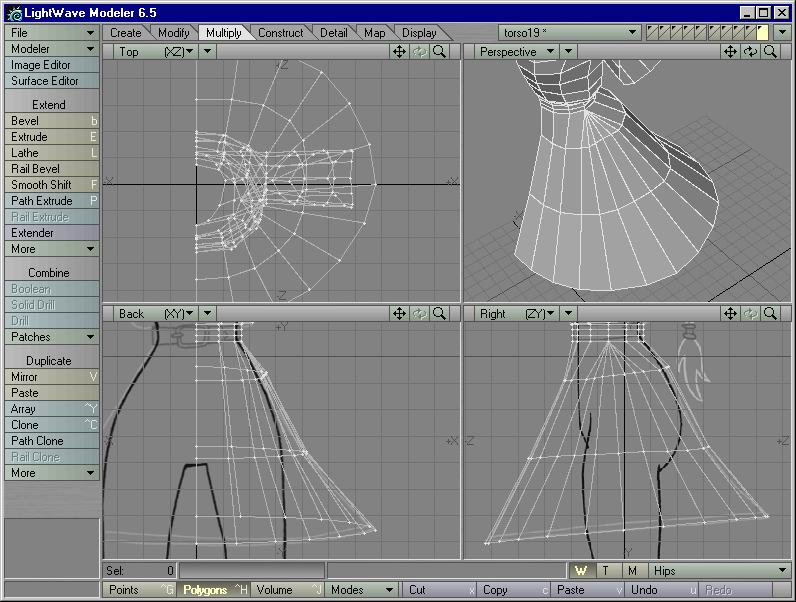 LightWave Modeler 6.5
File Create Modify Multiply Construct Detail Map Display torso19 *
Modeler Top (XZ) Perspective
Image Editor
Surface Editor
Extend
Bevel b
Extrude E
Lathe L
Rail Bevel
Smooth Shift F
Path Extrude P
Rail Extrude
Extender
More
Combine
Boolean
Solid Drill
Drill
Patches
Duplicate
Mirror V
Paste
Array ^Y
Clone ^C
Path Clone
Rail Clone
More
-Z
-X +X
-Z
Back (XY) Right (ZY)
+Y
-X +X -Z +Z
-Y Y
Sel: 0 W T M Hips
Points ^G Polygons ^H Volume ^J Modes Cut x Copy c Paste v Undo u Redo